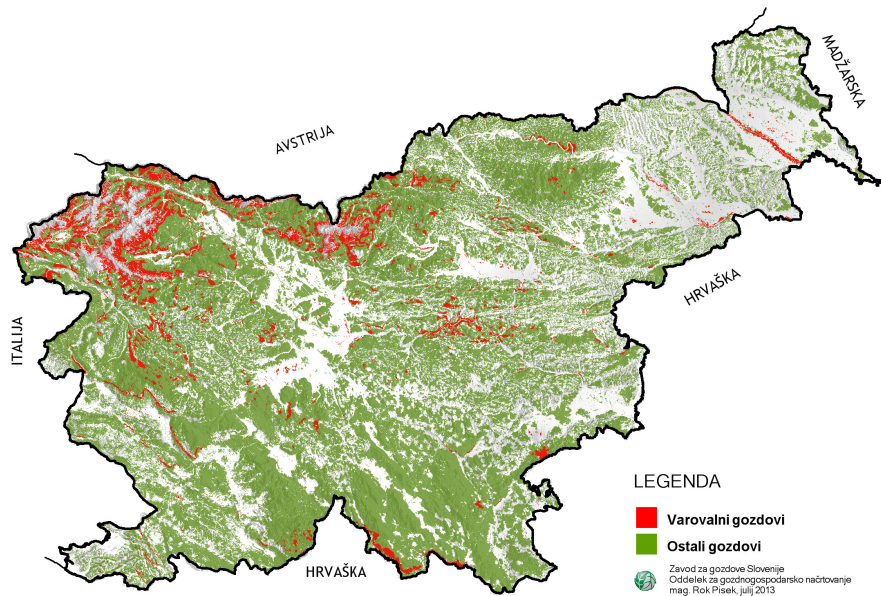 MADŽARSKA
AVSTRIJA
HRVAŠKA
ITALIJA
LEGENDA
Varovalni gozdovi
Ostali gozdovi
HRVAŠKA
Zavod za gozdove Slovenije
Oddelek za gozdnogospodarsko načrtovanje
mag. Rok Pisek, julij 2013